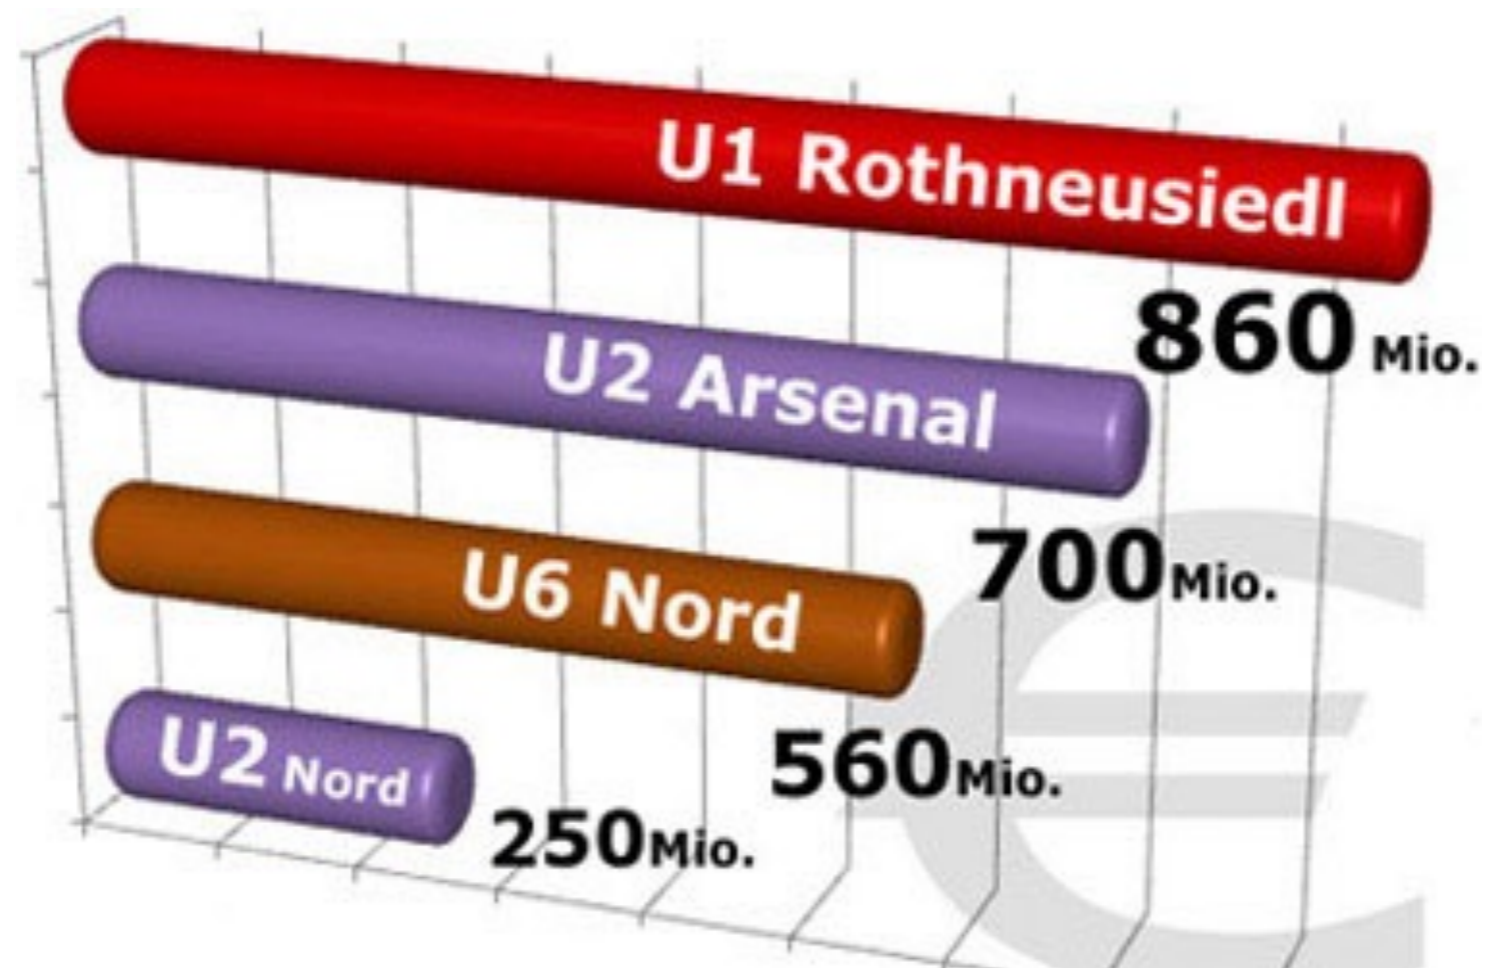 U1 Rothneusiedl
860 Mio.
U2 Arsenal
700 Mio.
U6 Nord
560 Mio.
U2 Nord
250 Mio.
€